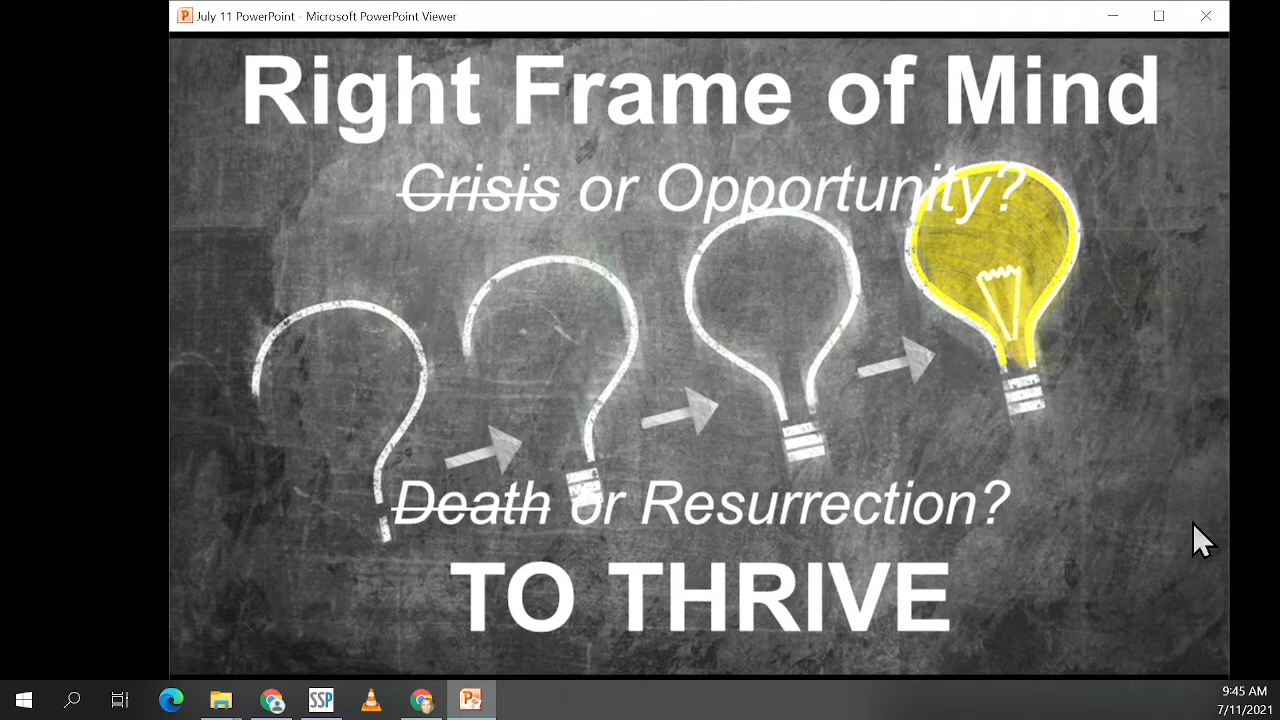 July 11 PowerPoint - Microsoft PowerPoint Viewer
Right Frame of Mind
Crisis or Opportunity?
Death or Resurrection?
TO THRIVE
SSP
9:45 AM
7/11/2021